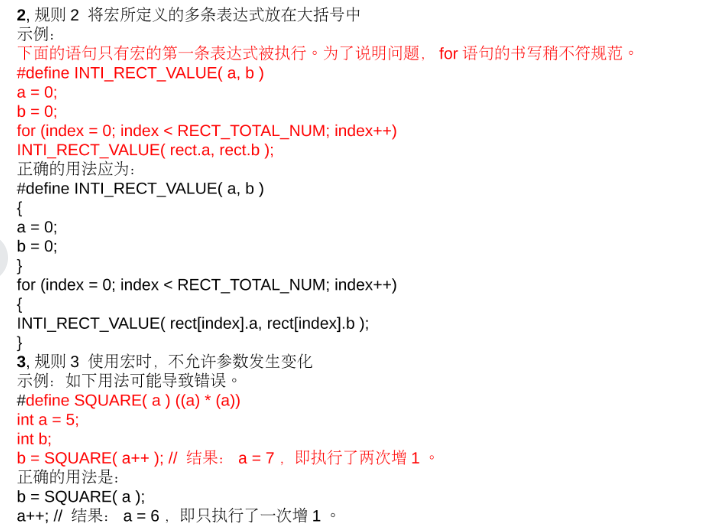 2, 规则 2 将宏所定义的多条表达式放在大括号中
示例:
下面的语句只有宏的第一条表达式被执行。为了说明问题， for 语句的书写稍不符规范。
#define INTI_RECT_VALUE( a, b )
a = 0;
b = 0;
for (index = 0; index < RECT_TOTAL_NUM; index++)
INTI_RECT_VALUE( rect.a, rect.b );
正确的用法应为:
#define INTI_RECT_VALUE( a, b )
{
a = 0;
b = 0;
}
for (index = 0; index < RECT_TOTAL_NUM; index++)
{
INTI_RECT_VALUE( rect[index].a, rect[index].b );
}
3, 规则 3 使用宏时，不允许参数发生变化
示例：如下用法可能导致错误。
#define SQUARE( a ) ((a) * (a))
int a = 5;
int b;
b = SQUARE( a++ ); // 结果： a = 7 ，即执行了两次增 1 。
正确的用法是:
b = SQUARE( a );
a++; // 结果： a = 6 ，即只执行了一次增 1 。